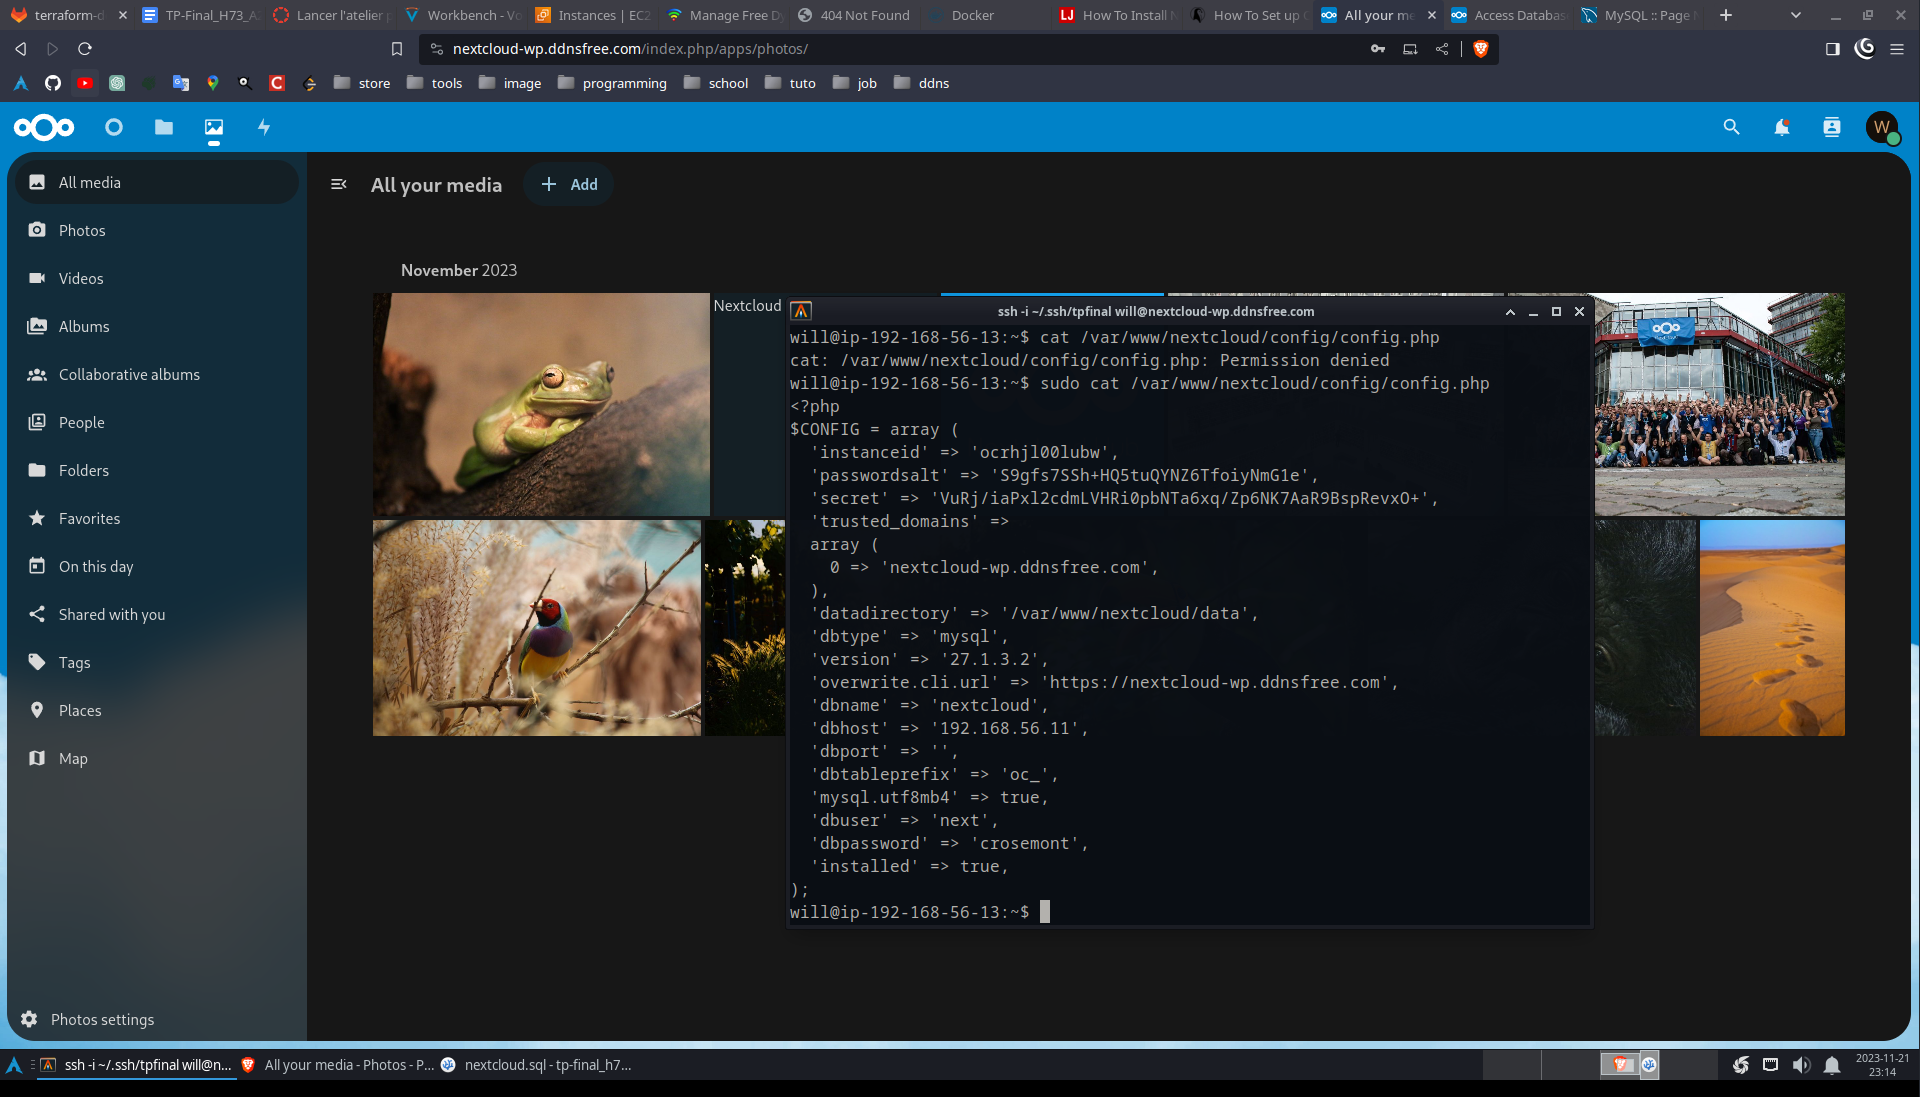 terraform-d
TP-Final_H73_A
Lancer l'atelier
Workbench - Vo
Instances | EC2
Manage Free Dy
404 Not Found
Docker
How To Install N
How To Set up
All your me
Access Databas
MySQL :: Page
nextcloud-wp.ddnsfree.com/index.php/apps/photos/
store
tools
image
programming
school
tuto
job
ddns
W
All media
Photos
Videos
Albums
Collaborative albums
People
Folders
Favorites
On this day
Shared with you
Tags
Places
Map
Photos settings
All your media
Add
November 2023
Nextcloud
ssh -i ~/.ssh/tpfinal will@nextcloud-wp.ddnsfree.com
will@ip-192-168-56-13:~$ cat /var/www/nextcloud/config/config.php
cat: /var/www/nextcloud/config/config.php: Permission denied
will@ip-192-168-56-13:~$ sudo cat /var/www/nextcloud/config/config.php
<?php
$CONFIG = array (
'instanceid' => 'ocrhjl00lubw',
'passwordsalt' => 'S9gfs7SSh+HQ5tuQYNZ6TfoiyNmG1e',
'secret' => 'VuRj/iaPxl2cdmLVHRi0pbNTa6xq/Zp6NK7AaR9BspRevxO+',
'trusted_domains' =>
array (
0 => 'nextcloud-wp.ddnsfree.com',
),
'datadirectory' => '/var/www/nextcloud/data',
'dbtype' => 'mysql',
'version' => '27.1.3.2',
'overwrite.cli.url' => 'https://nextcloud-wp.ddnsfree.com',
'dbname' => 'nextcloud',
'dbhost' => '192.168.56.11',
'dbport' => '',
'dbtableprefix' => 'oc_',
'mysql.utf8mb4' => true,
'dbuser' => 'next',
'dbpassword' => 'crosemont',
'installed' => true,
);
will@ip-192-168-56-13:~$
ssh -i ~/.ssh/tpfinal will@n...
All your media - Photos - P...
nextcloud.sql - tp-final_h7...
2023-11-21
23:14